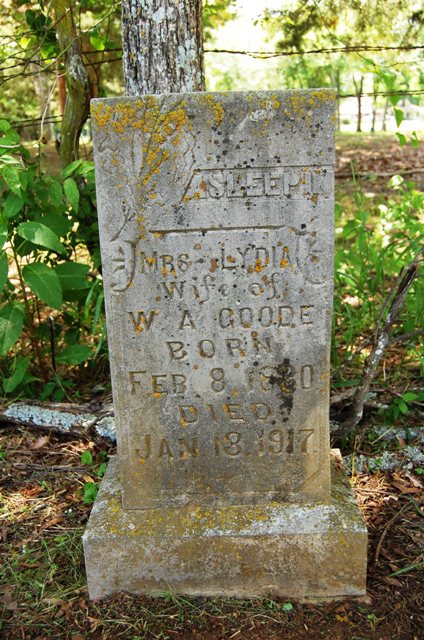 ASLEEP
MRS. LYDIA
Wife of
W A GOODE
BORN
FEB 8,
DIED
JAN 18, 1917.